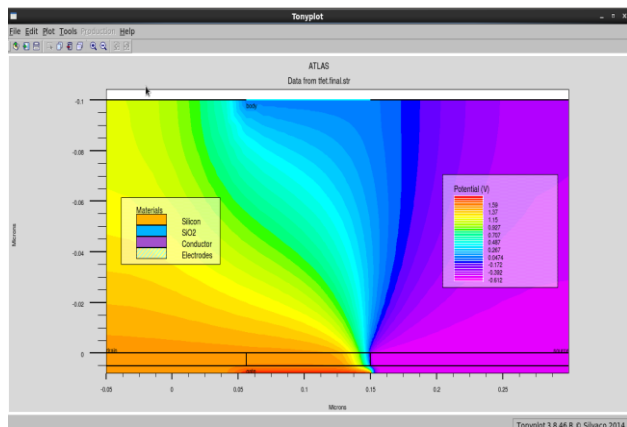 Tonyplot
File Edit Plot Tools Production Help
ATLAS
Data from tfet.final.str
body
-0.1
-0.08
-0.06
-0.04
-0.02
0
Microns
Materials
Silicon
SiO2
Conductor
Electrodes
Potential (V)
1.59
1.37
1.15
0.927
0.707
0.487
0.267
0.0474
-0.172
-0.392
-0.612
drain
source
-0.05
0
0.05
0.1
0.15
0.2
0.25
Microns
Tonyplot 3.8.46.R © Silvaco 2014